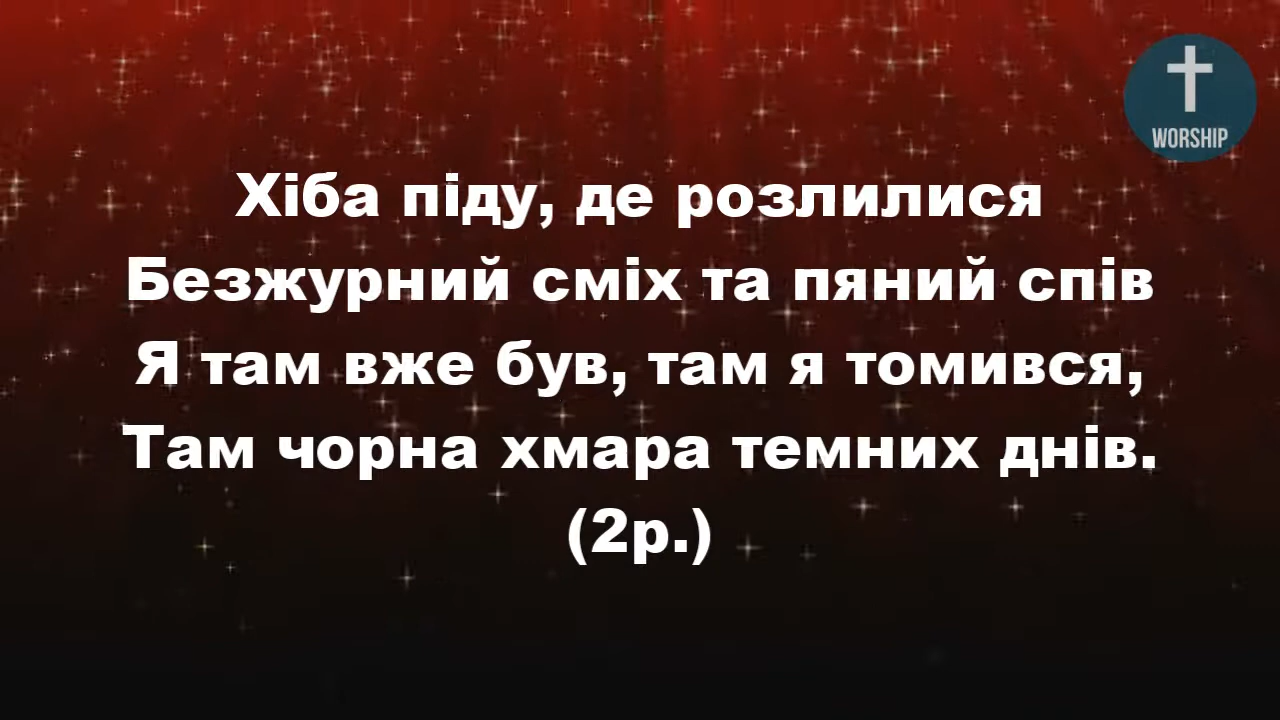 WORSHIP
Хіба піду, де розлилися
Безжурний сміх та пяний спів
Я там вже був, там я томився,
Там чорна хмара темних днів.
(2р.)